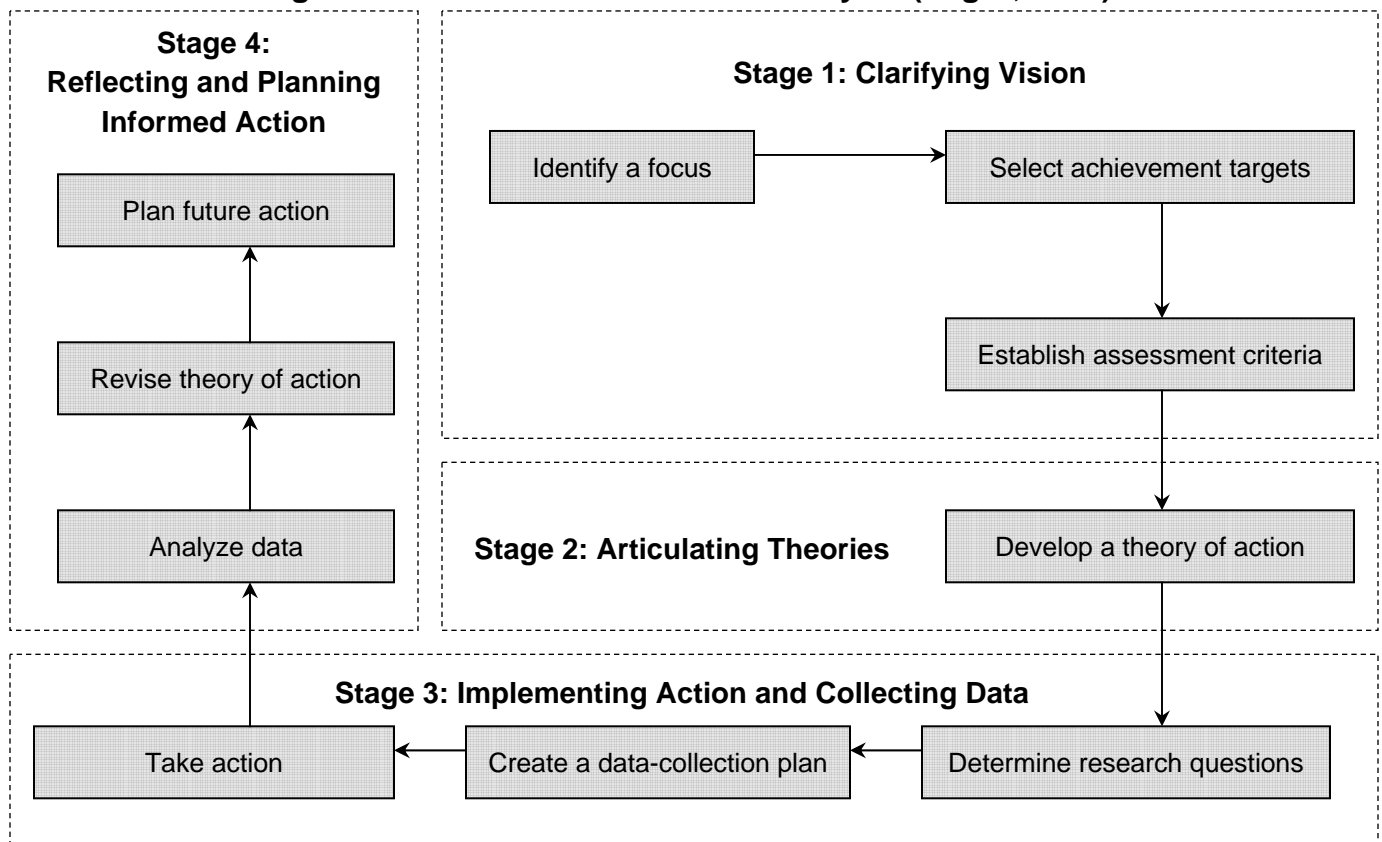 Stage 4:
Reflecting and Planning
Informed Action
Plan future action
Revise theory of action
Analyze data
Stage 1: Clarifying Vision
Identify a focus
Select achievement targets
Establish assessment criteria
Stage 2: Articulating Theories
Develop a theory of action
Stage 3: Implementing Action and Collecting Data
Take action
Create a data-collection plan
Determine research questions